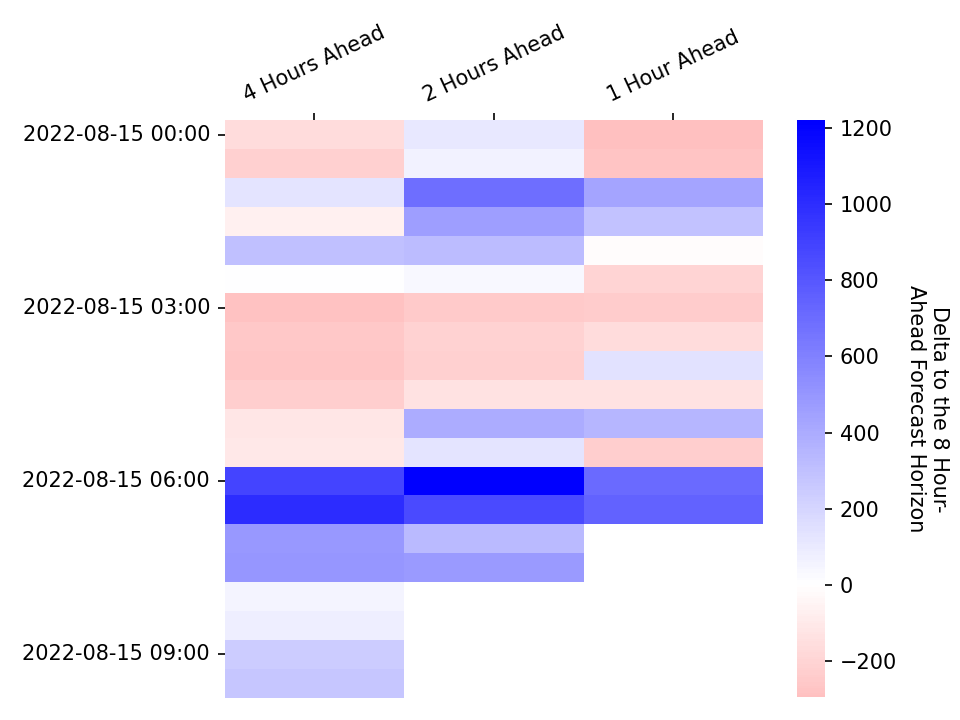 4 Hours Ahead
2 Hours Ahead
1 Hour Ahead
2022-08-15 00:00
2022-08-15 03:00
2022-08-15 06:00
2022-08-15 09:00
1200
1000
800
600
400
200
0
−200
Delta to the 8 Hour-
Ahead Forecast Horizon